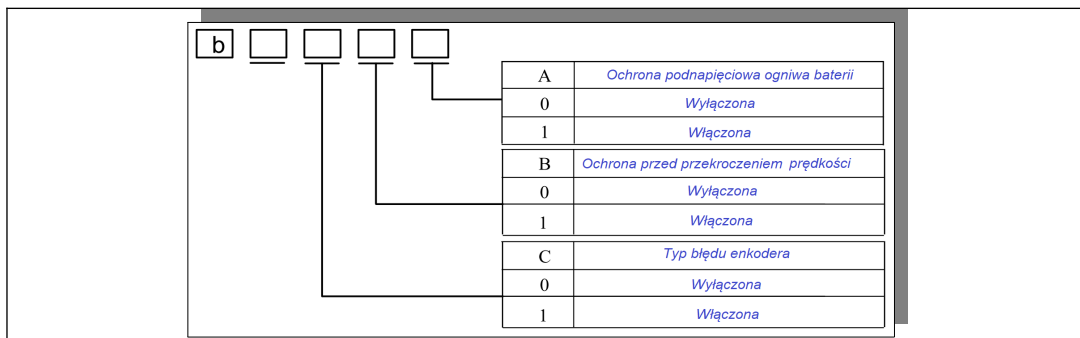 b
A Ochrona podnapięciowa ogniwa baterii
0 Wyłączona
1 Włączona
B Ochrona przed przekroczeniem prędkości
0 Wyłączona
1 Włączona
C Typ błędu enkodera
0 Wyłączona
1 Włączona